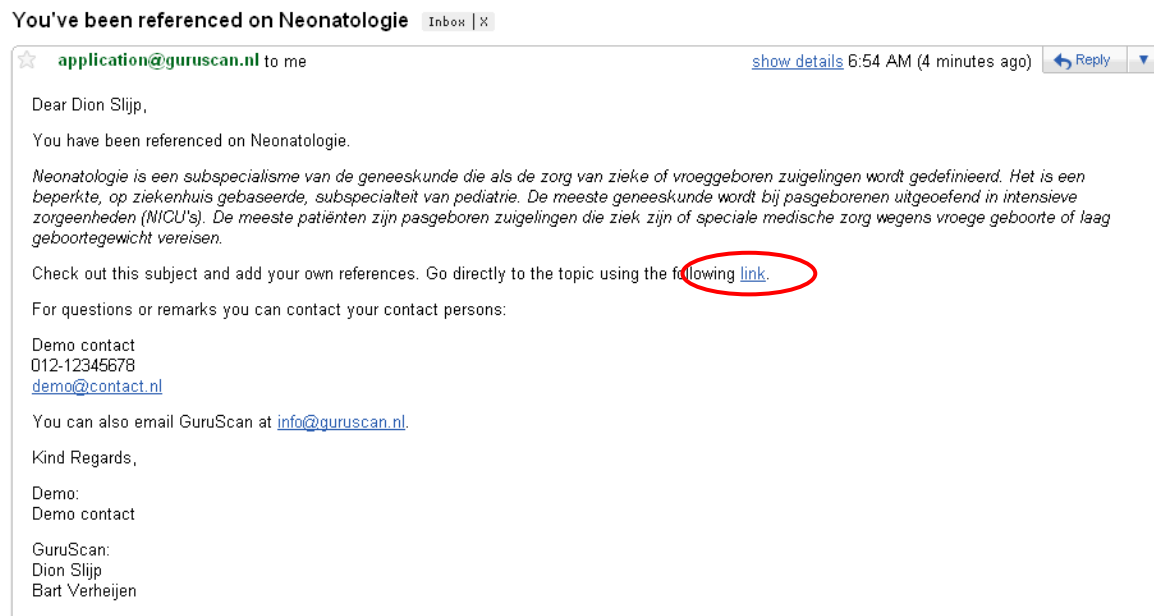 You've been referenced on Neonatologie Inbox | X
application@guruscan.nl to me show details 6:54 AM (4 minutes ago) Reply
Dear Dion Slijp,
You have been referenced on Neonatologie.
Neonatologie is een subspecialisme van de geneeskunde die als de zorg van zieke of vroeggeboren zuigelingen wordt gedefinieerd. Het is een
beperkte, op ziekenhuis gebaseerde, subspecialteit van pediatrie. De meeste geneeskunde wordt bij pasgeborenen uitgeoefend in intensieve
zorgeenheden (NICU's). De meeste patiënten zijn pasgeboren zuigelingen die ziek zijn of speciale medische zorg wegens vroege geboorte of laag
geboortegewicht vereisen.
Check out this subject and add your own references. Go directly to the topic using the following link.
For questions or remarks you can contact your contact persons:
Demo contact
012-12345678
demo@contact.nl
You can also email GuruScan at info@guruscan.nl.
Kind Regards,
Demo:
Demo contact
GuruScan:
Dion Slijp
Bart Verheijen